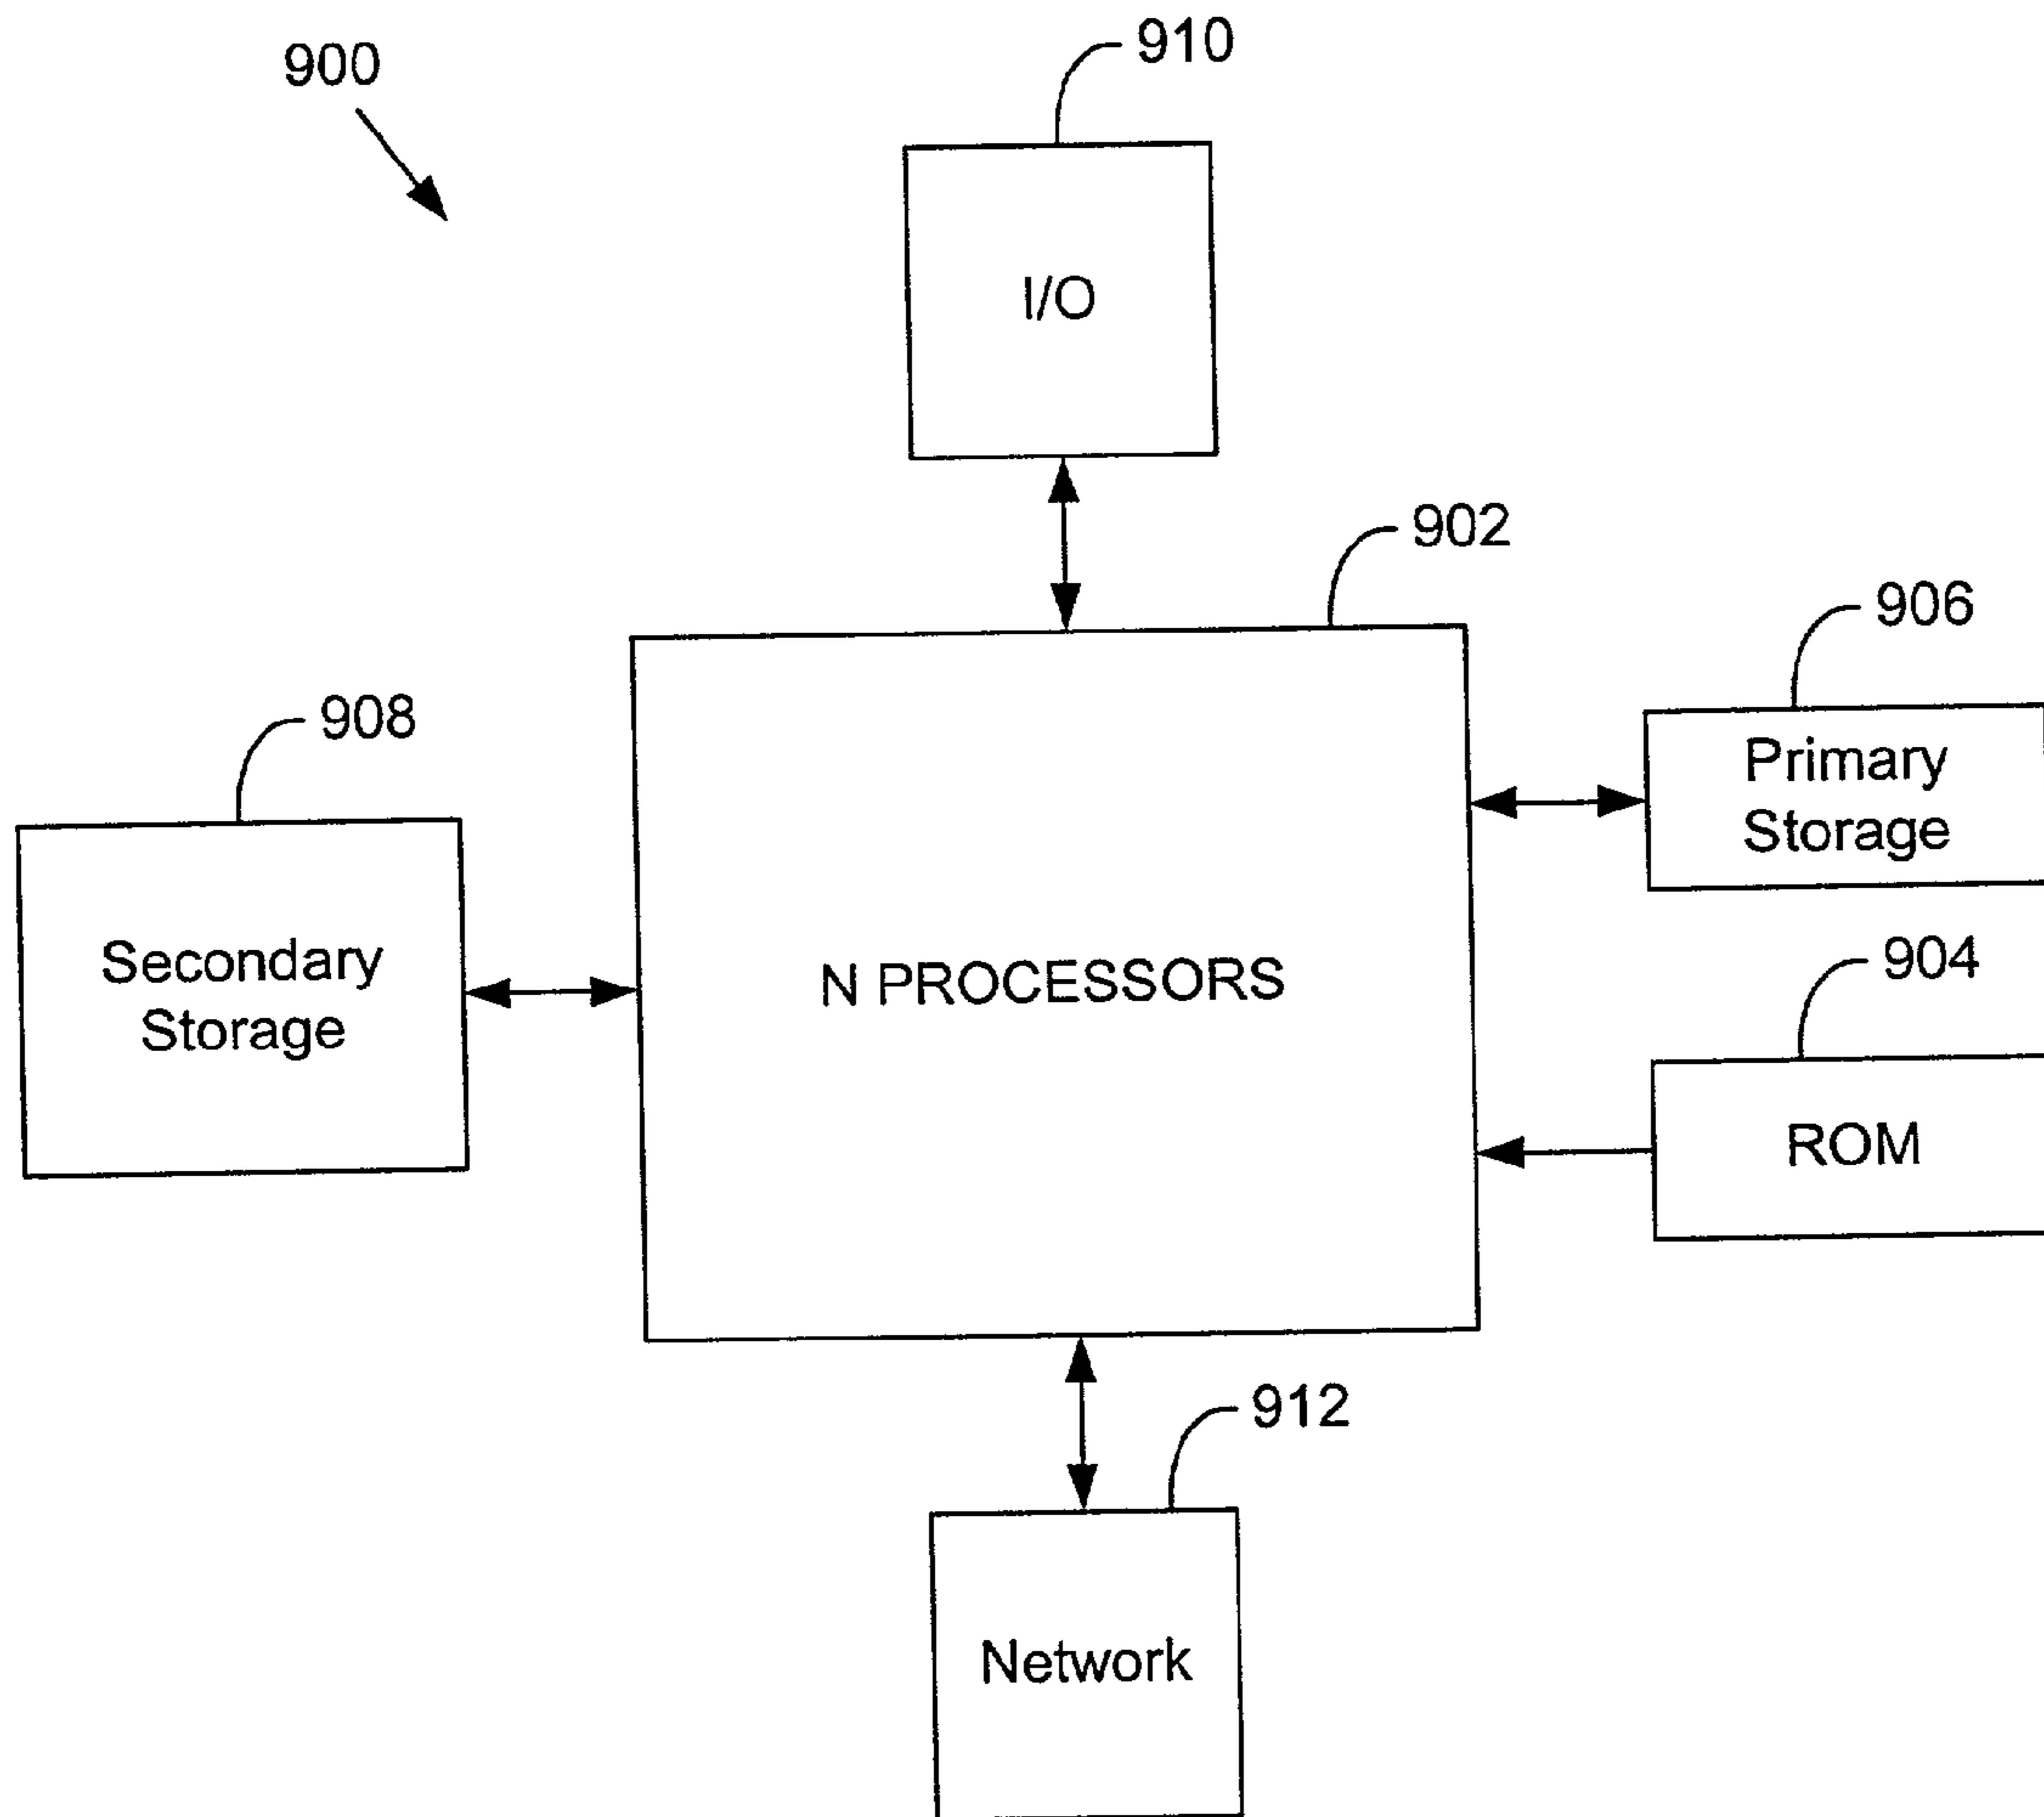 900
910
I/O
902
906
Primary
Storage
908
Secondary
Storage
N PROCESSORS
904
ROM
912
Network